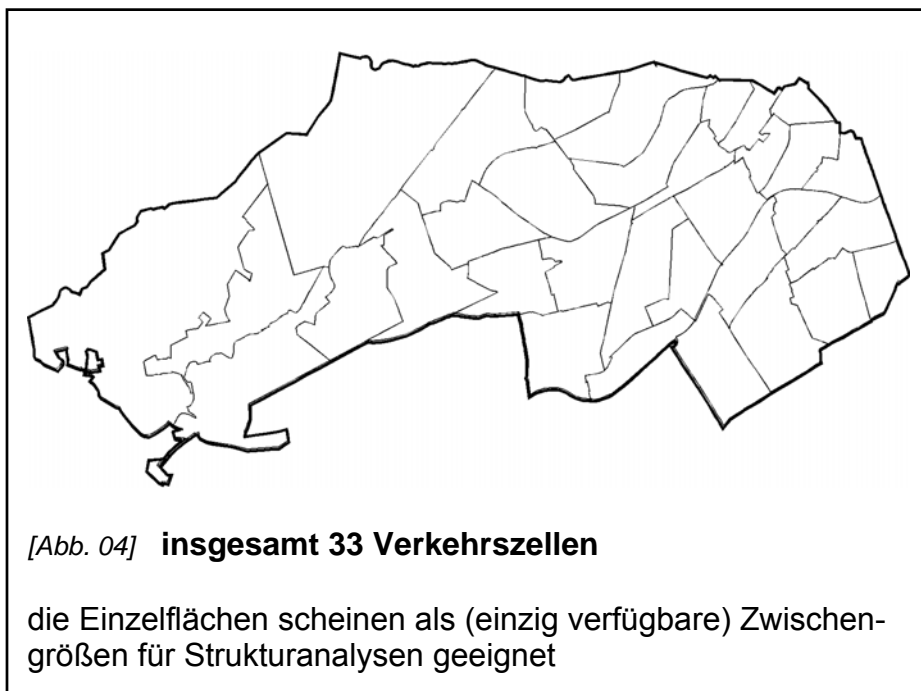 [Abb. 04] insgesamt 33 Verkehrszellen
die Einzelflächen scheinen als (einzig verfügbare) Zwischen-
größen für Strukturanalysen geeignet